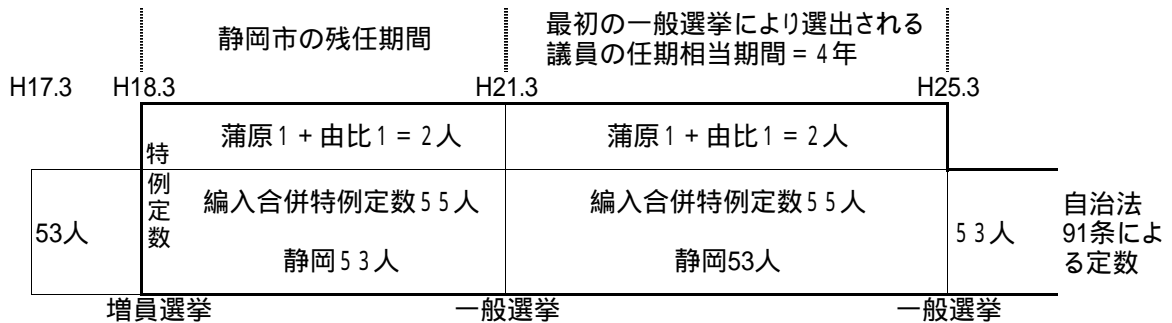 静岡市の残任期間
最初の一般選挙により選出される
議員の任期相当期間=4年
H17.3 H18.3 H21.3 H25.3
特例定数
蒲原1+由比1=2人
蒲原1+由比1=2人
53人
編入合併特例定数55人
静岡53人
編入合併特例定数55人
静岡53人
53人
自治法
91条によ
る定数
増員選挙 一般選挙 一般選挙